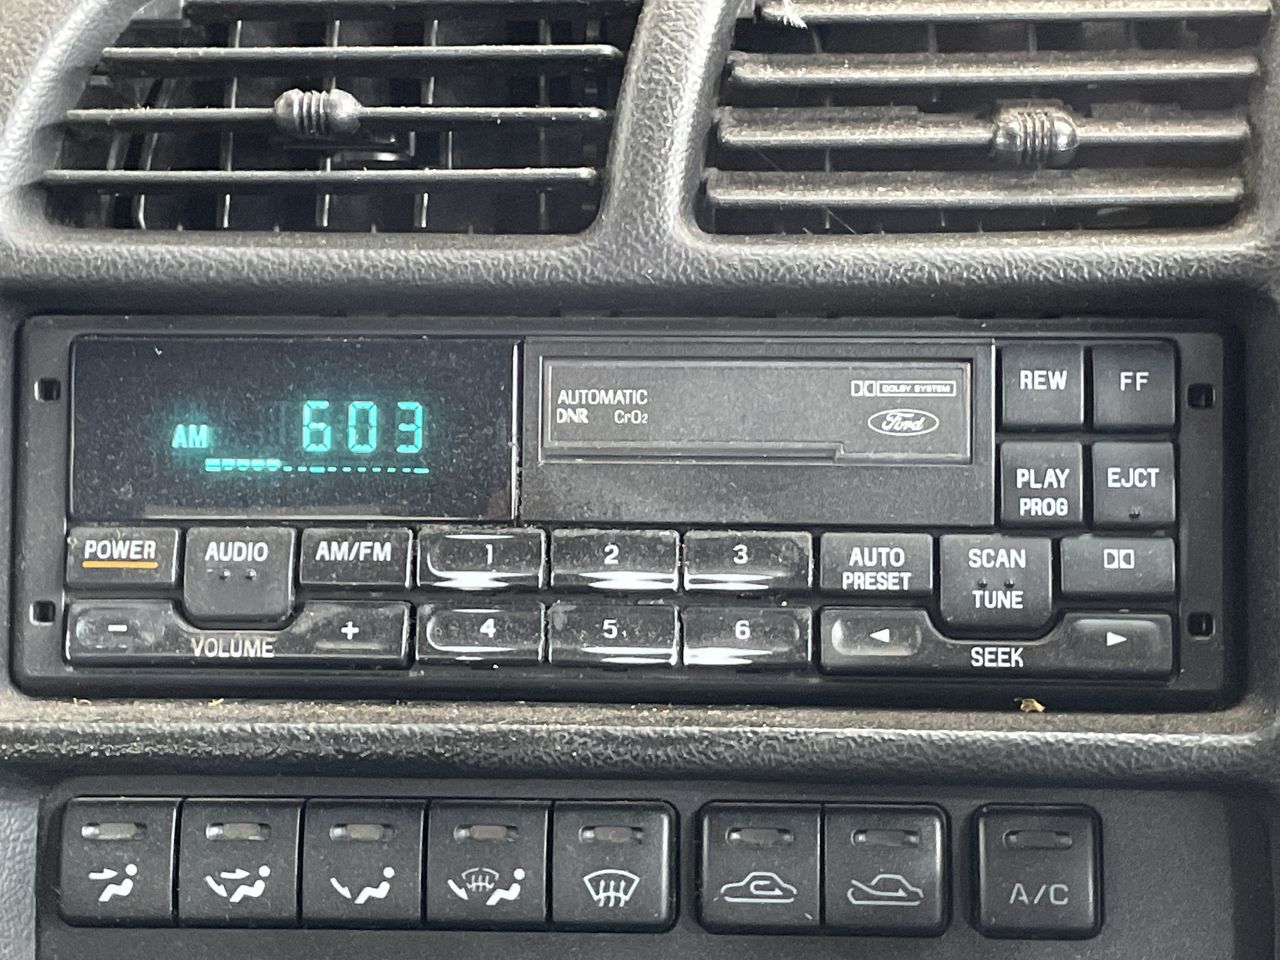 AM 603
AUTOMATIC
DNR CrO2
DOLBY SYSTEM
Ford
REW FF
PLAY
PROG
EJCT
POWER AUDIO AM/FM 1 2 3 AUTO
PRESET
SCAN
TUNE
- VOLUME + 4 5 6 SEEK
A/C